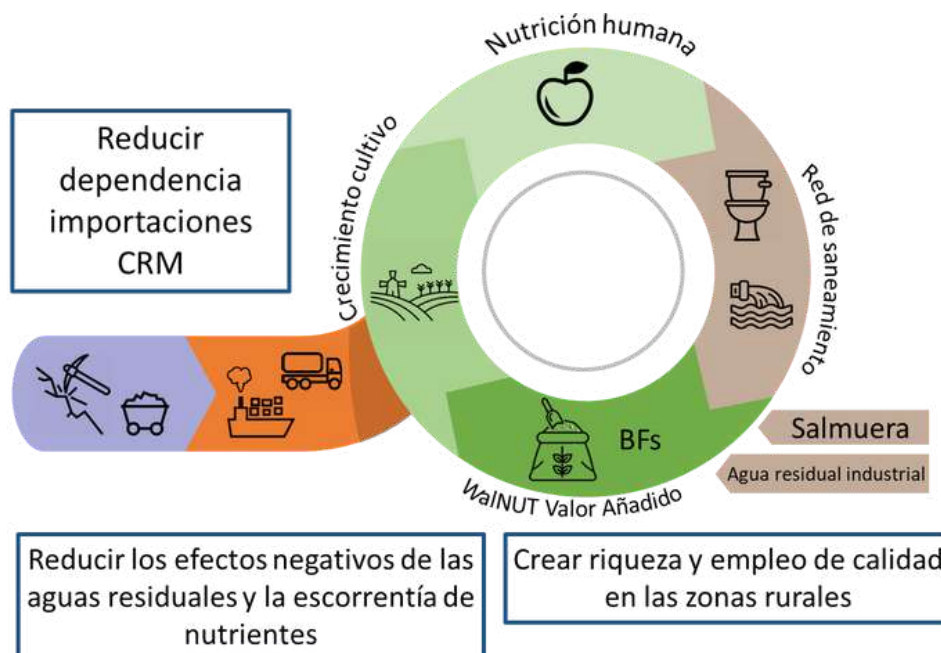 Nutrición humana
Reducir
dependencia
importaciones
CRM
Crecimiento cultivo
Red de saneamiento
BFs
Salmuera
Agua residual industrial
WalNUT Valor Añadido
Reducir los efectos negativos de las
aguas residuales y la escorrentía de
nutrientes
Crear riqueza y empleo de calidad
en las zonas rurales